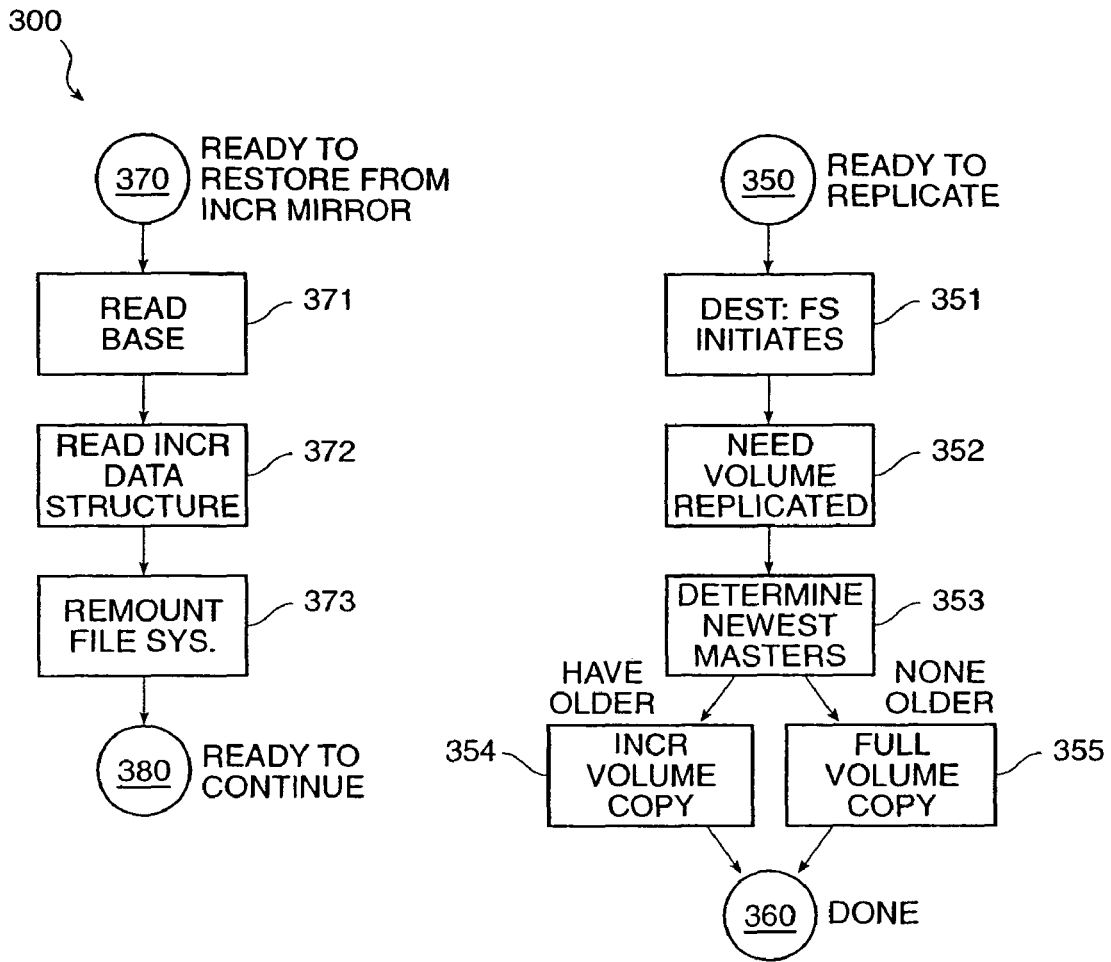 300
370
READY TO
RESTORE FROM
INCR MIRROR
READ
BASE
371
READ INCR
DATA
STRUCTURE
372
REMOUNT
FILE SYS.
373
380
READY TO
CONTINUE
350
READY TO
REPLICATE
DEST: FS
INITIATES
351
NEED
VOLUME
REPLICATED
352
DETERMINE
NEWEST
MASTERS
353
HAVE
OLDER
NONE
OLDER
354
INCR
VOLUME
COPY
FULL
VOLUME
COPY
355
360
DONE